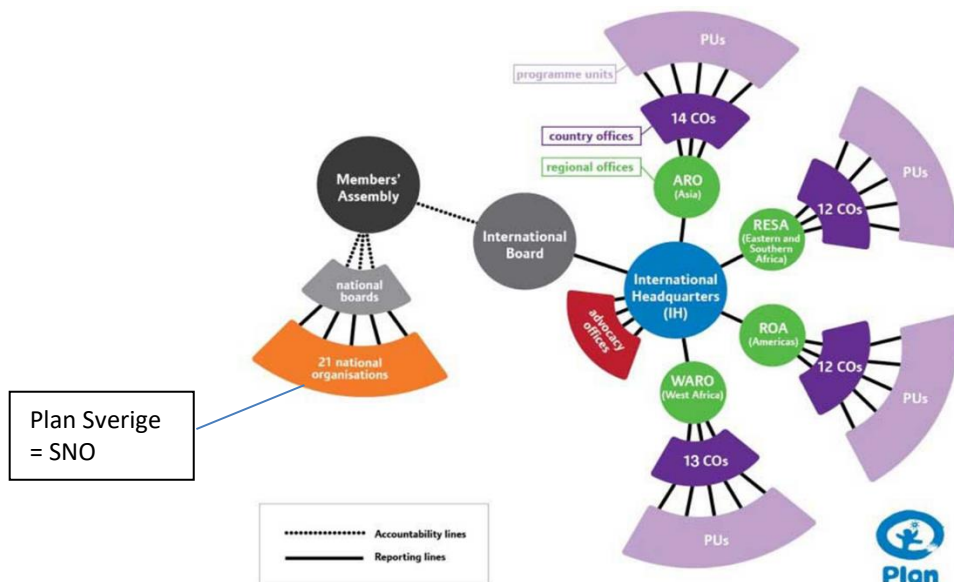 PUs
programme units
14 COs
country offices
regional offices
ARO
(Asia)
Members'
Assembly
International
Board
national
boards
21 national
organisations
Plan Sverige
= SNO
International
Headquarters
(IH)
advocacy
offices
RESA
(Eastern and
Southern
Africa)
12 COs
PUs
ROA
(Americas)
12 COs
PUs
WARO
(West Africa)
13 COs
PUs
Accountability lines
Reporting lines
Plan